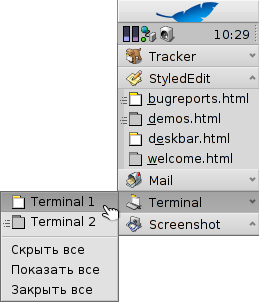 10:29
Tracker
StyledEdit
bugreports.html
demos.html
deskbar.html
welcome.html
Mail
Terminal
Screenshot
Terminal 1
Terminal 2
Скрыть все
Показать все
Закрыть все